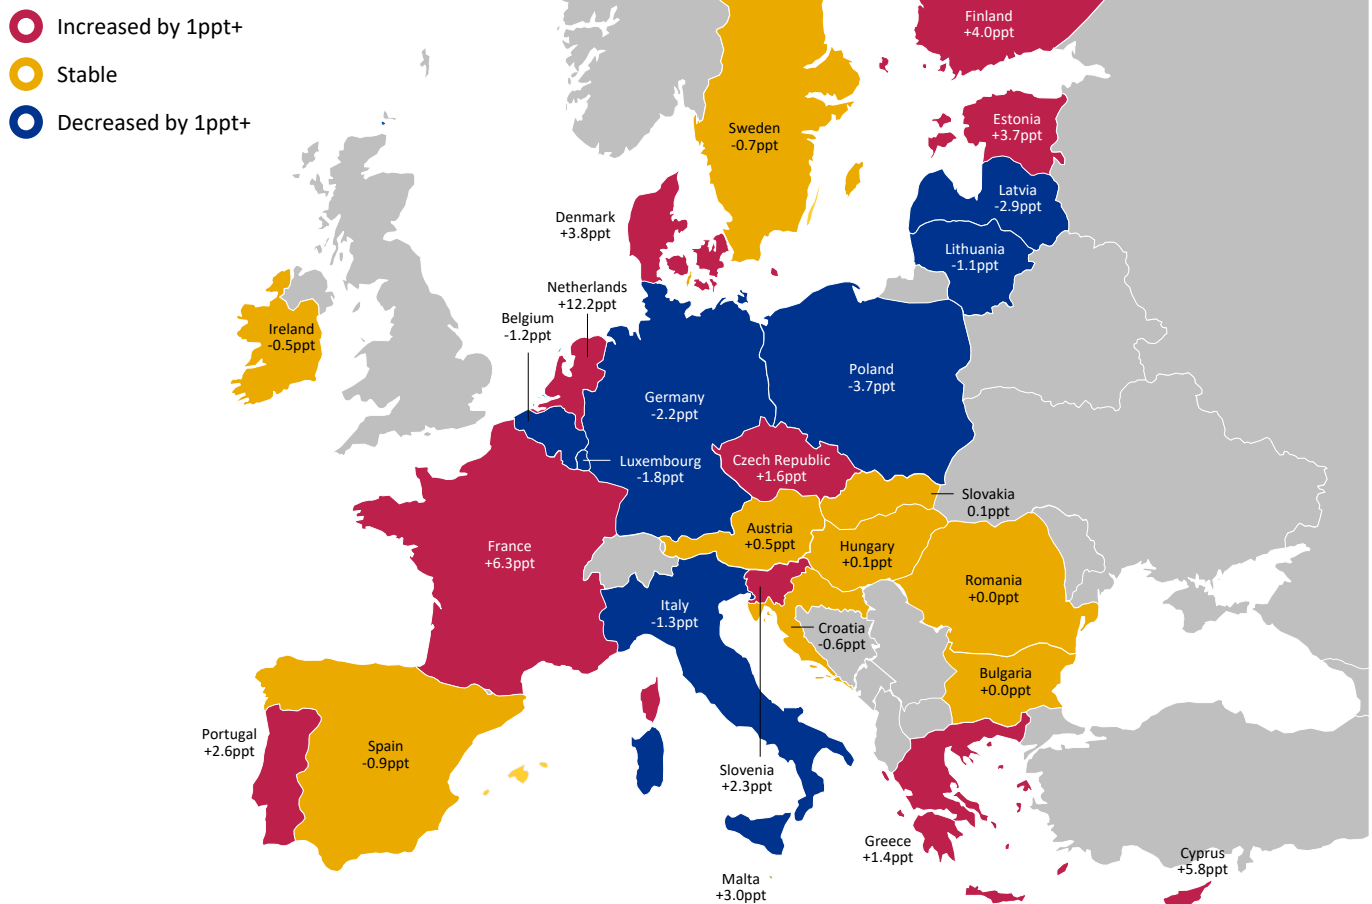 Increased by 1ppt+
Stable
Decreased by 1ppt+
Finland
+4.0ppt
Sweden
-0.7ppt
Estonia
+3.7ppt
Latvia
-2.9ppt
Denmark
+3.8ppt
Lithuania
-1.1ppt
Netherlands
+12.2ppt
Belgium
-1.2ppt
Ireland
-0.5ppt
Poland
-3.7ppt
Germany
-2.2ppt
Luxembourg
-1.8ppt
Czech Republic
+1.6ppt
Slovakia
0.1ppt
Austria
+0.5ppt
Hungary
+0.1ppt
France
+6.3ppt
Romania
+0.0ppt
Italy
-1.3ppt
Croatia
-0.6ppt
Bulgaria
+0.0ppt
Portugal
+2.6ppt
Spain
-0.9ppt
Slovenia
+2.3ppt
Greece
+1.4ppt
Cyprus
+5.8ppt
Malta
+3.0ppt